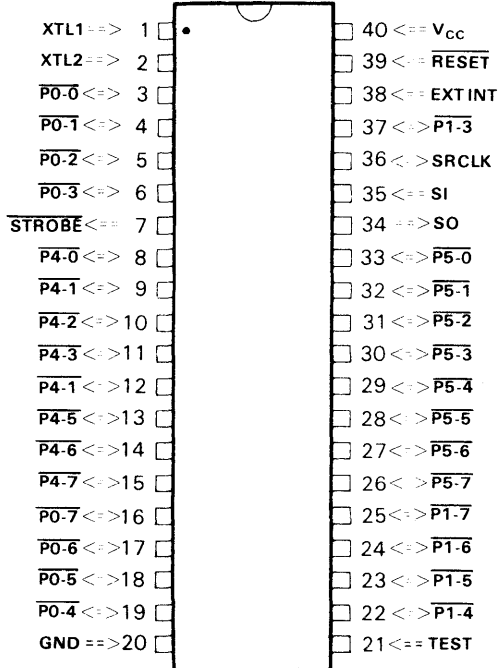 XTL1 ==> 1 40 <== VCC
XTL2 ==> 2 39 <== RESET
P0-0 <=> 3 38 <== EXT INT
P0-1 <=> 4 37 <=> P1-3
P0-2 <=> 5 36 <=> SRCLK
P0-3 <=> 6 35 <== SI
STROBE <== 7 34 ==> SO
P4-0 <=> 8 33 <=> P5-0
P4-1 <=> 9 32 <=> P5-1
P4-2 <=> 10 31 <=> P5-2
P4-3 <=> 11 30 <=> P5-3
P4-1 <=> 12 29 <=> P5-4
P4-5 <=> 13 28 <=> P5-5
P4-6 <=> 14 27 <=> P5-6
P4-7 <=> 15 26 <=> P5-7
P0-7 <=> 16 25 <=> P1-7
P0-6 <=> 17 24 <=> P1-6
P0-5 <=> 18 23 <=> P1-5
P0-4 <=> 19 22 <=> P1-4
GND ==> 20 21 <== TEST